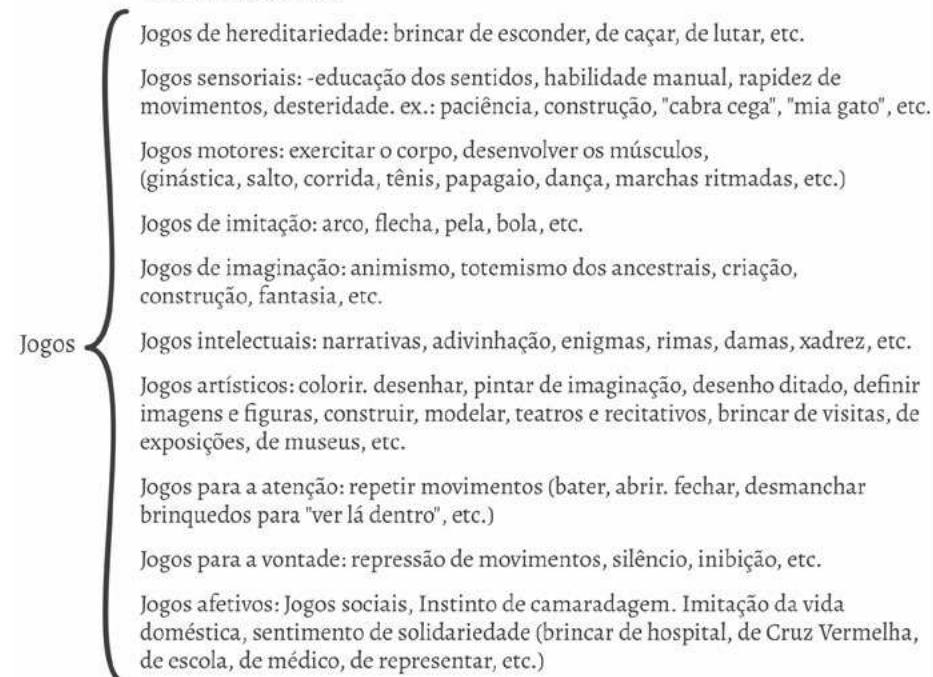 Jogos de hereditariedade: brincar de esconder, de caçar, de lutar, etc.
Jogos sensoriais: -educação dos sentidos, habilidade manual, rapidez de
movimentos, desteridade. ex.: paciência, construção, "cabra cega", "mia gato", etc.
Jogos motores: exercitar o corpo, desenvolver os músculos,
(ginástica, salto, corrida, tênis, papagaio, dança, marchas ritmadas, etc.)
Jogos de imitação: arco, flecha, pela, bola, etc.
Jogos de imaginação: animismo, totemismo dos ancestrais, criação,
construção, fantasia, etc.
Jogos
Jogos intelectuais: narrativas, adivinhação, enigmas, rimas, damas, xadrez, etc.
Jogos artísticos: colorir. desenhar, pintar de imaginação, desenho ditado, definir
imagens e figuras, construir, modelar, teatros e recitativos, brincar de visitas, de
exposições, de museus, etc.
Jogos para a atenção: repetir movimentos (bater, abrir. fechar, desmanchar
brinquedos para "ver lá dentro", etc.)
Jogos para a vontade: repressão de movimentos, silêncio, inibição, etc.
Jogos afetivos: Jogos sociais, Instinto de camaradagem. Imitação da vida
doméstica, sentimento de solidariedade (brincar de hospital, de Cruz Vermelha,
de escola, de médico, de representar, etc.)